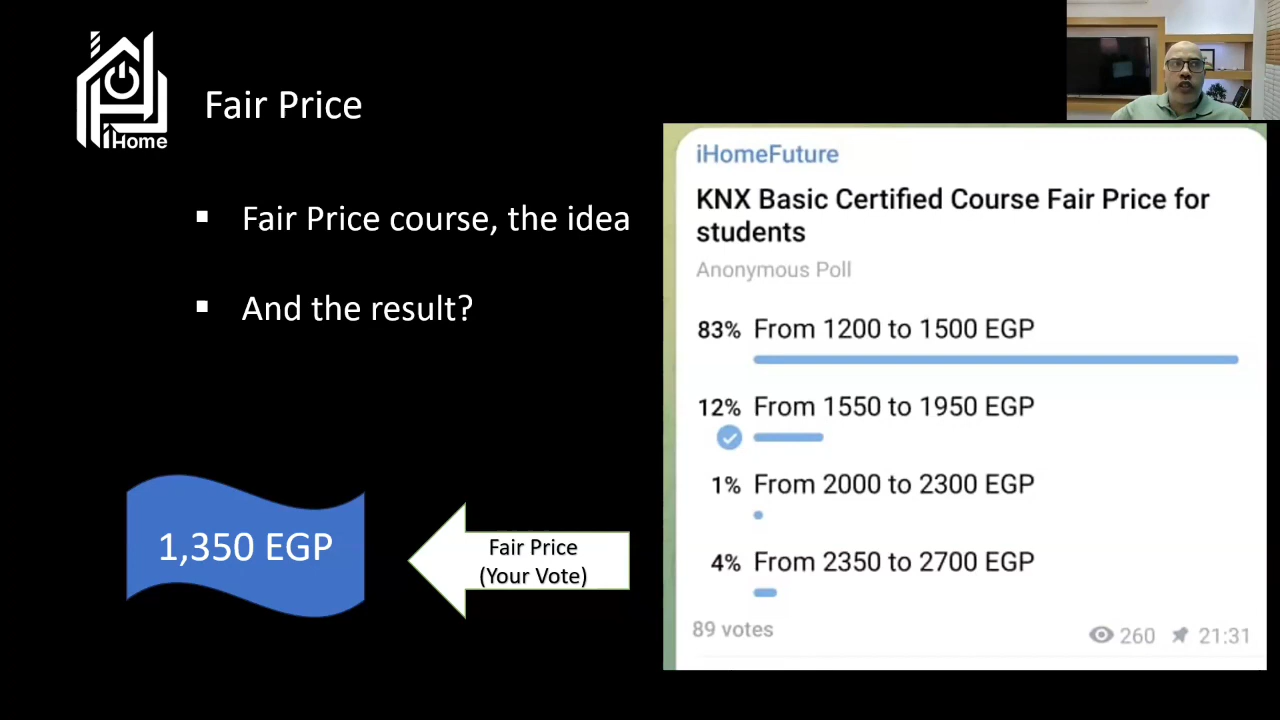 iHome
Fair Price
Fair Price course, the idea
And the result?
1,350 EGP
Fair Price
(Your Vote)
iHomeFuture
KNX Basic Certified Course Fair Price for
students
Anonymous Poll
83% From 1200 to 1500 EGP
12% From 1550 to 1950 EGP
1% From 2000 to 2300 EGP
4% From 2350 to 2700 EGP
89 votes
260 21:31